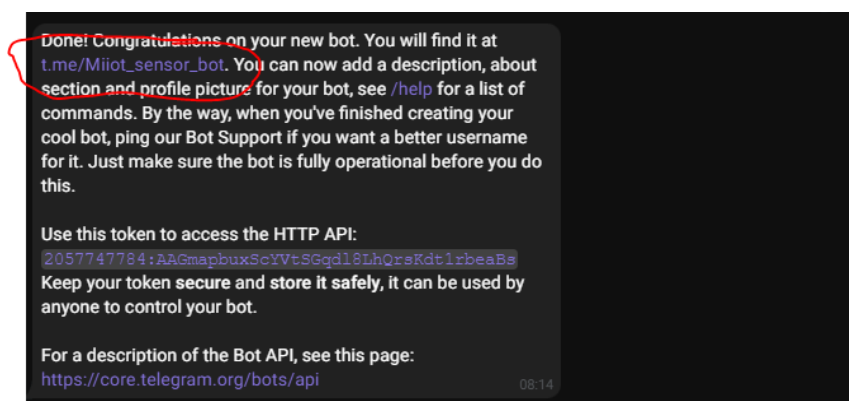 Done! Congratulations on your new bot. You will find it at
t.me/Miiot_sensor_bot. You can now add a description, about
section and profile picture for your bot, see /help for a list of
commands. By the way, when you've finished creating your
cool bot, ping our Bot Support if you want a better username
for it. Just make sure the bot is fully operational before you do
this.
Use this token to access the HTTP API:
2057747784:AAGmapbuxScYVtSGqdl8LhQrsKdtlrbeaBs
Keep your token secure and store it safely, it can be used by
anyone to control your bot.
For a description of the Bot API, see this page:
https://core.telegram.org/bots/api
08:14